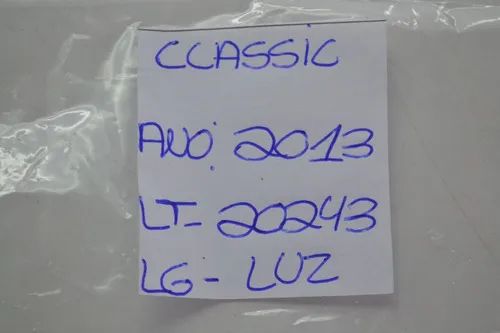 CLASSIC
ANO: 2013
LT- 20243
LG- LUZ